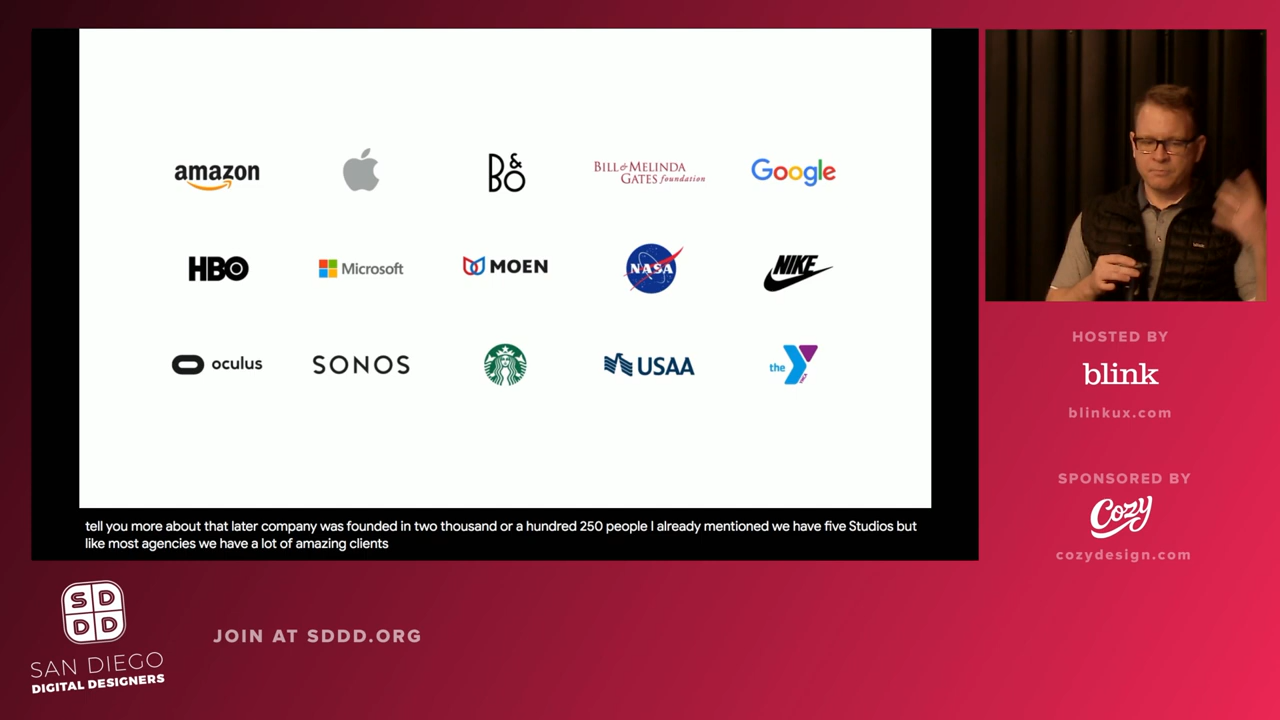 amazon
B&O
BILL & MELINDA
GATES foundation
Google
HBO
Microsoft
MOEN
NASA
NIKE
oculus
SONOS
USAA
the Y
tell you more about that later company was founded in two thousand or a hundred 250 people I already mentioned we have five Studios but
like most agencies we have a lot of amazing clients
HOSTED BY
blink
blinkux.com
SPONSORED BY
Cozy
cozydesign.com
SD
DD
SAN DIEGO
DIGITAL DESIGNERS
JOIN AT SDDD.ORG